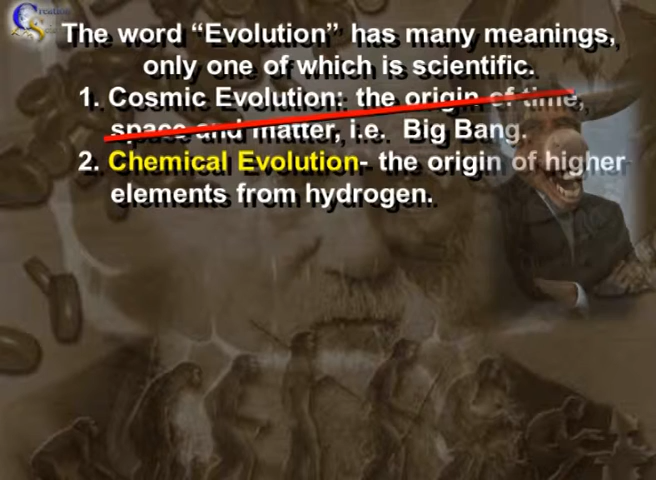 Creation
The word “Evolution” has many meanings,
only one of which is scientific.
1. Cosmic Evolution: the origin of time,
space and matter, i.e. Big Bang.
2. Chemical Evolution- the origin of higher
elements from hydrogen.